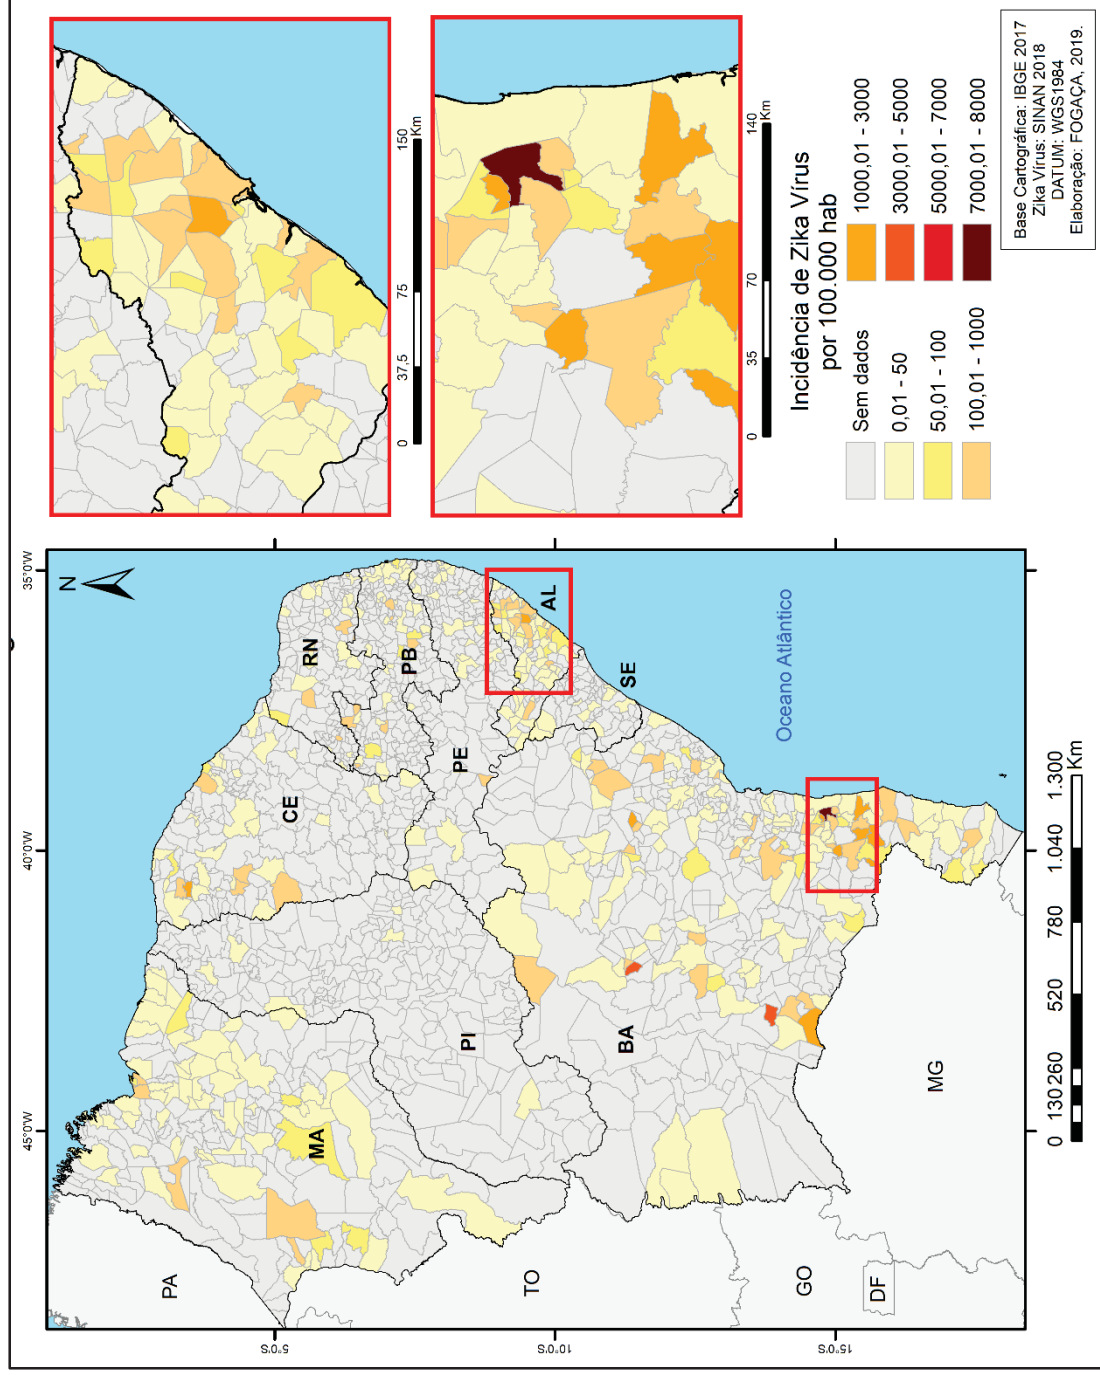 N
35°0'W
40°0'W
45°0'W
5°0'S
10°0'S
15°0'S
RN
PB
CE
PE
AL
SE
PI
MA
BA
PA
TO
GO
DF
MG
Oceano Atlântico
0 130 260 520 780 1.040 1.300
Km
0 37,5 75 150
Km
0 35 70 140
Km
Incidência de Zika Vírus
por 100.000 hab
Sem dados
0,01 - 50
50,01 - 100
100,01 - 1000
1000,01 - 3000
3000,01 - 5000
5000,01 - 7000
7000,01 - 8000
Base Cartográfica: IBGE 2017
Zika Vírus: SINAN 2018
DATUM: WGS1984
Elaboração: FOGAÇA, 2019.